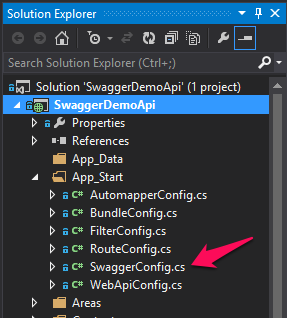 Solution Explorer
Search Solution Explorer (Ctrl+;)
Solution 'SwaggerDemoApi' (1 project)
SwaggerDemoApi
Properties
References
App_Data
App_Start
C# AutomapperConfig.cs
C# BundleConfig.cs
C# FilterConfig.cs
C# RouteConfig.cs
C# SwaggerConfig.cs
C# WebApiConfig.cs
Areas